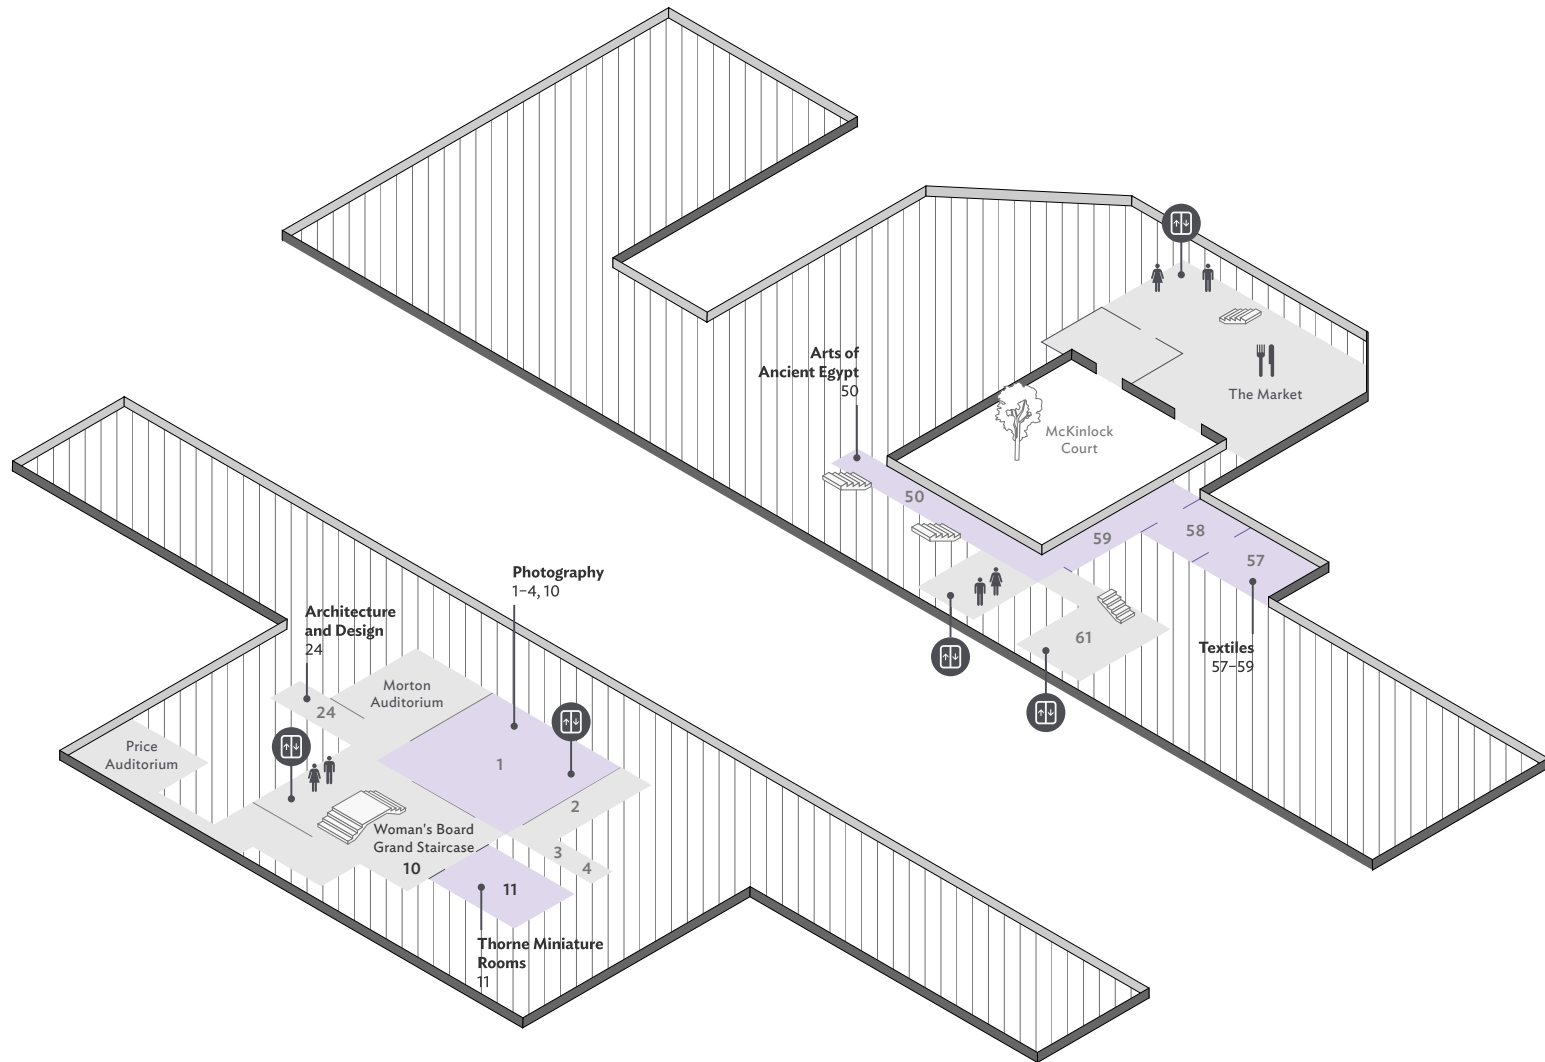 Arts of
Ancient Egypt
50
The Market
McKinlock
Court
50
59
58
57
61
Textiles
57–59
Photography
1–4, 10
Architecture
and Design
24
Morton
Auditorium
24
Price
Auditorium
1
2
Woman's Board
Grand Staircase
10
3
4
11
Thorne Miniature
Rooms
11